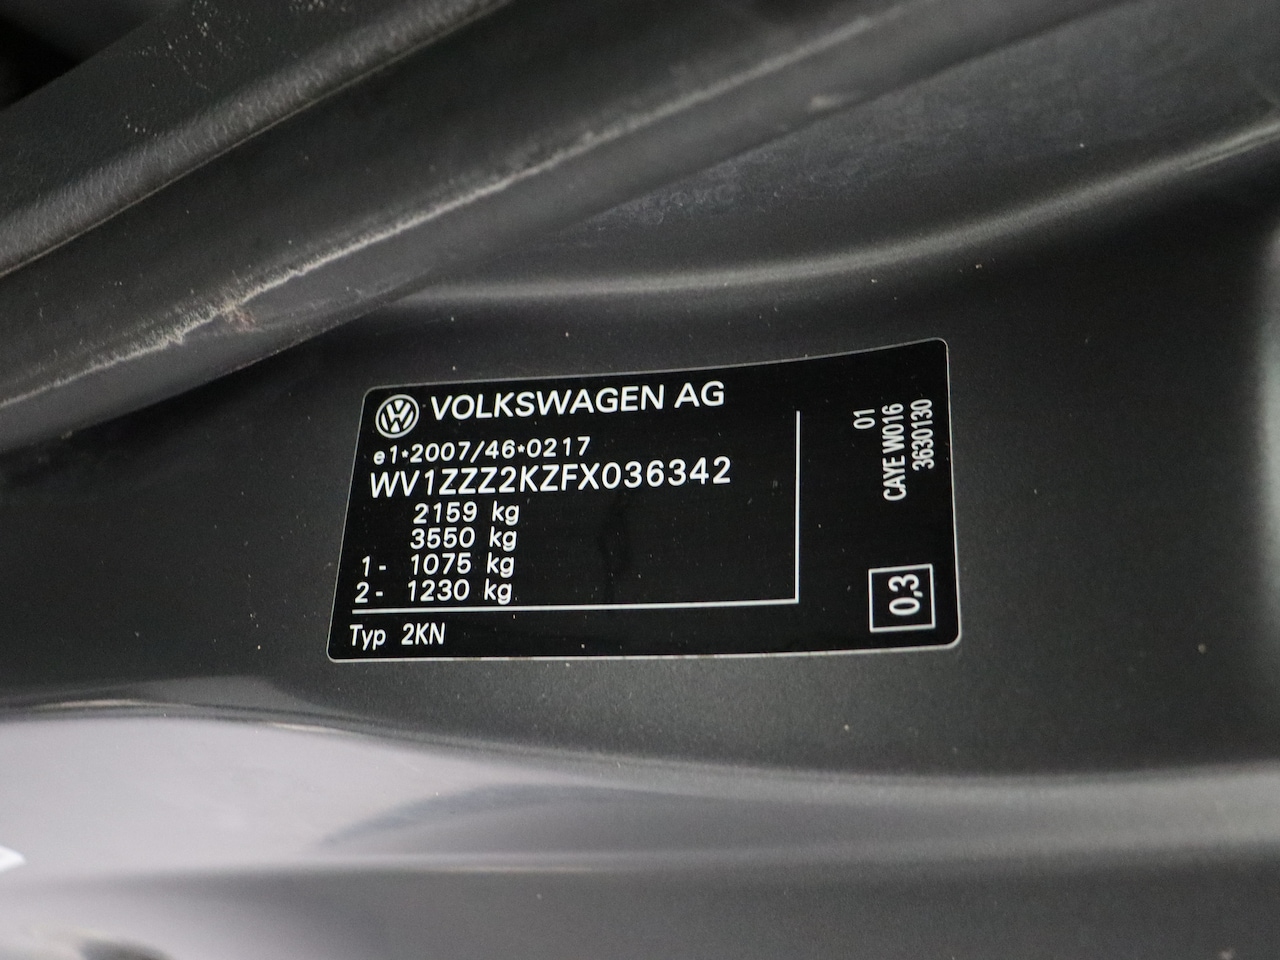 VOLKSWAGEN AG
e1*2007/46*0217
WV1ZZZ2KZFX036342
2159 kg
3550 kg
1- 1075 kg
2- 1230 kg
Typ 2KN
01
CAYE W016
3630130
0,3